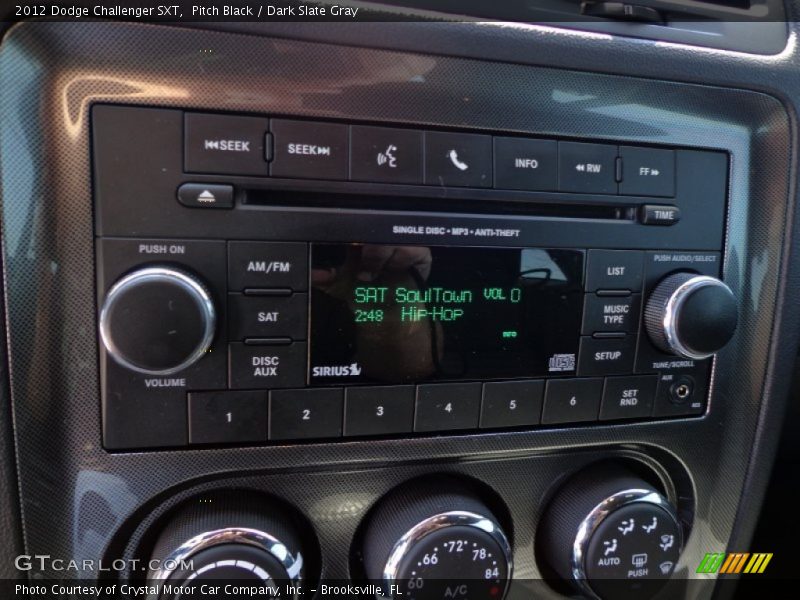 2012 Dodge Challenger SXT, Pitch Black / Dark Slate Gray
SEEK SEEK INFO RW FF
TIME
SINGLE DISC • MP3 • ANTI-THEFT
PUSH ON
AM/FM
SAT
DISC
AUX
VOLUME
SAT SoulTown VOL 0
2:48 Hip-Hop
INFO
SIRIUS
LIST
MUSIC
TYPE
SETUP
PUSH AUDIO/SELECT
TUNE/SCROLL
AUX
1 2 3 4 5 6
SET
RND
60 66 72 78 84
A/C
AUTO
PUSH
GTCARLOT.COM
Photo Courtesy of Crystal Motor Car Company, Inc. – Brooksville, FL